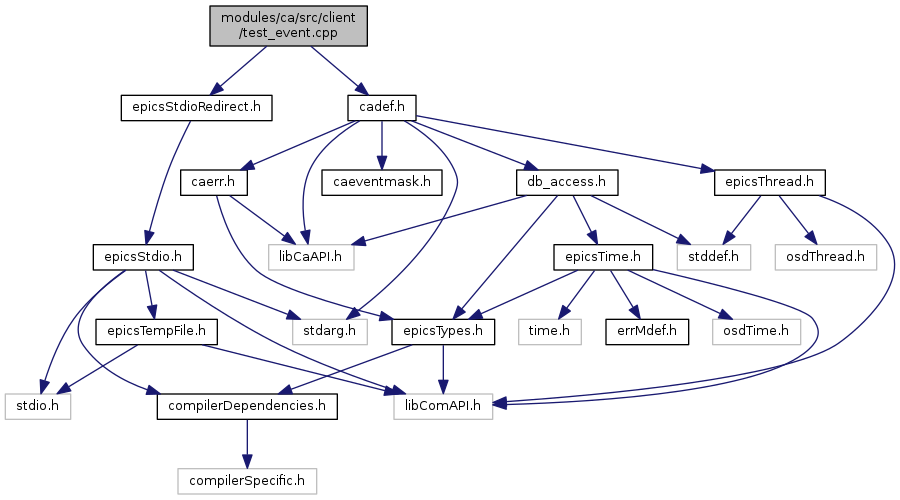 modules/ca/src/client
/test_event.cpp
epicsStdioRedirect.h
cadef.h
caerr.h
caeventmask.h
db_access.h
epicsThread.h
epicsStdio.h
libCaAPI.h
epicsTime.h
stddef.h
osdThread.h
epicsTempFile.h
stdarg.h
epicsTypes.h
time.h
errMdef.h
osdTime.h
stdio.h
compilerDependencies.h
libComAPI.h
compilerSpecific.h